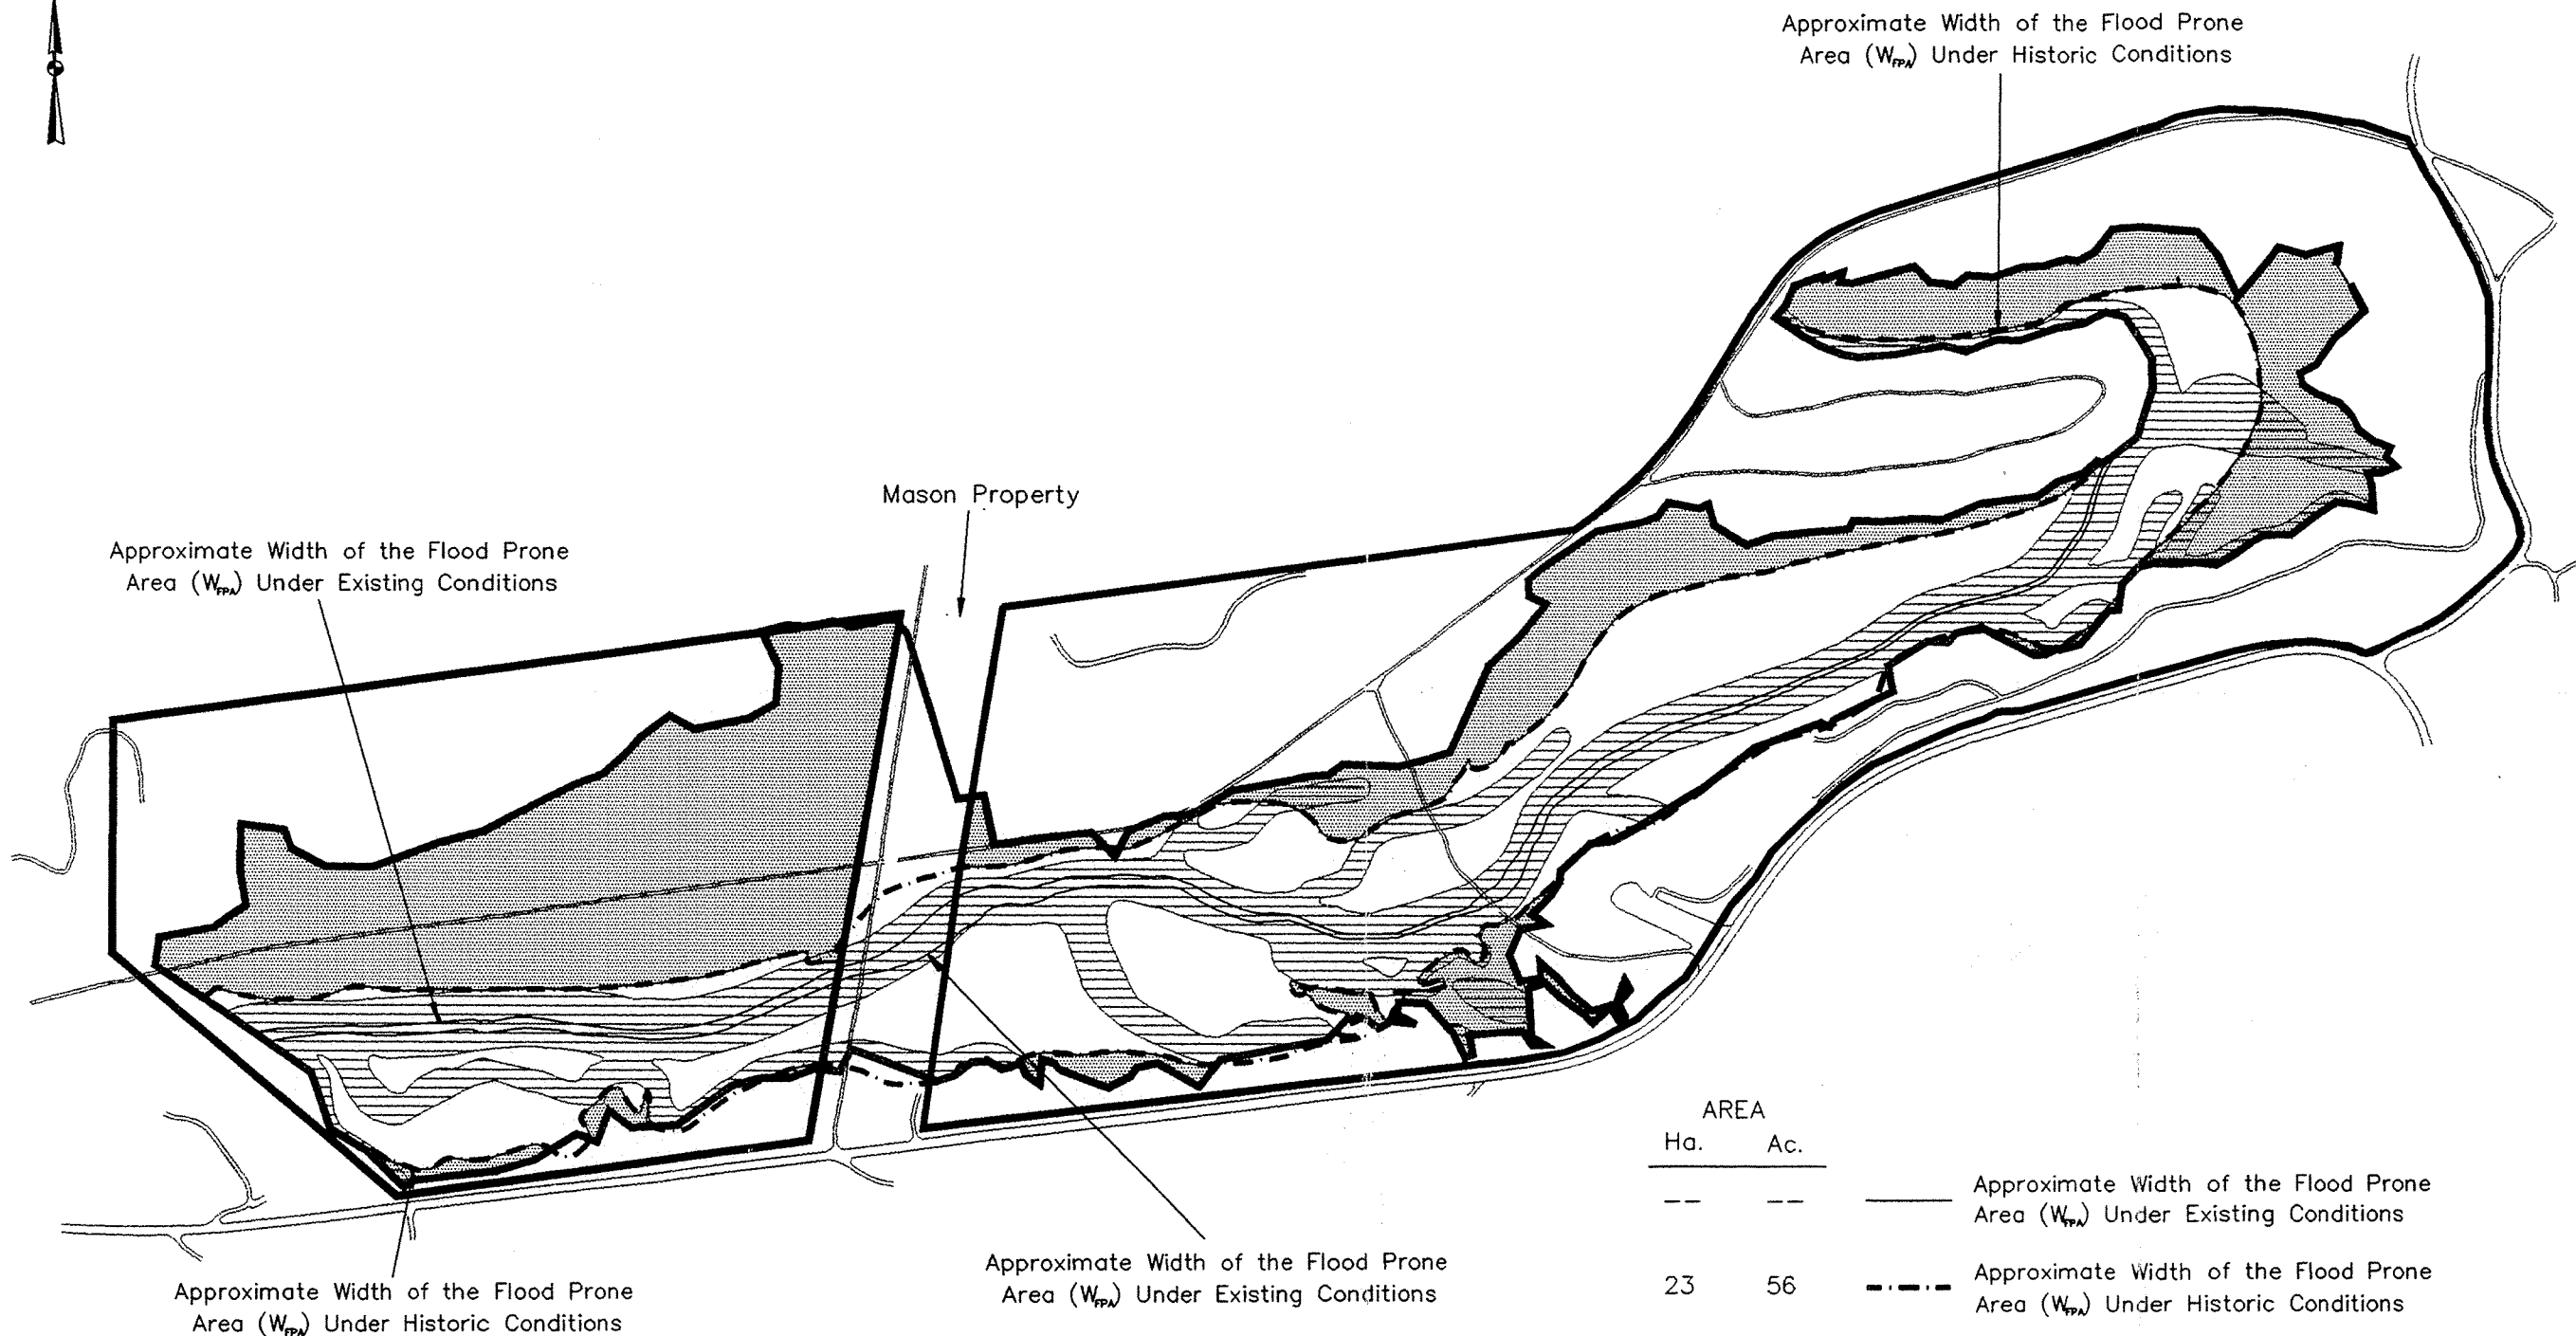 Approximate Width of the Flood Prone
Area (WFPA) Under Historic Conditions
Mason Property
Approximate Width of the Flood Prone
Area (WFPA) Under Existing Conditions
AREA
Ha. Ac.
-- -- Approximate Width of the Flood Prone
Area (WFPA) Under Existing Conditions
23 56 Approximate Width of the Flood Prone
Area (WFPA) Under Historic Conditions
Approximate Width of the Flood Prone
Area (WFPA) Under Existing Conditions
Approximate Width of the Flood Prone
Area (WFPA) Under Historic Conditions